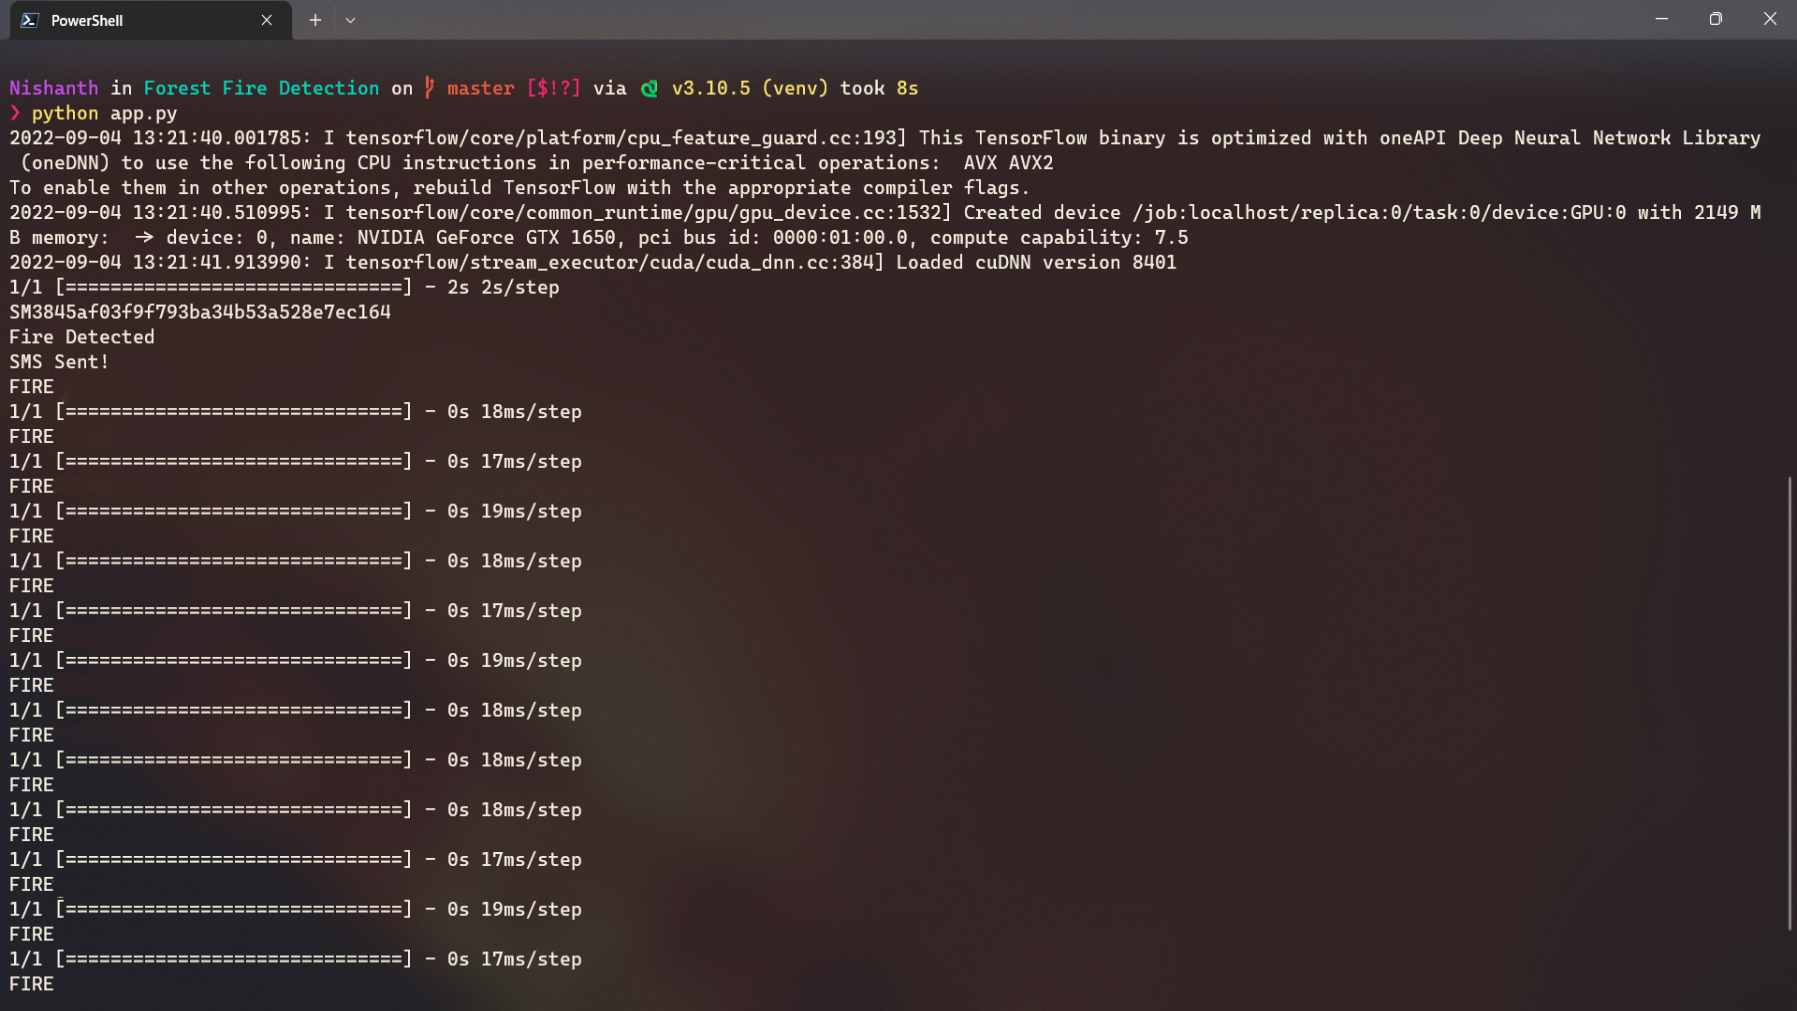 PowerShell
Nishanth in Forest Fire Detection on master [$!?] via v3.10.5 (venv) took 8s
❯ python app.py
2022-09-04 13:21:40.001785: I tensorflow/core/platform/cpu_feature_guard.cc:193] This TensorFlow binary is optimized with oneAPI Deep Neural Network Library
(oneDNN) to use the following CPU instructions in performance-critical operations:  AVX AVX2
To enable them in other operations, rebuild TensorFlow with the appropriate compiler flags.
2022-09-04 13:21:40.510995: I tensorflow/core/common_runtime/gpu/gpu_device.cc:1532] Created device /job:localhost/replica:0/task:0/device:GPU:0 with 2149 M
B memory:  -> device: 0, name: NVIDIA GeForce GTX 1650, pci bus id: 0000:01:00.0, compute capability: 7.5
2022-09-04 13:21:41.913990: I tensorflow/stream_executor/cuda/cuda_dnn.cc:384] Loaded cuDNN version 8401
1/1 [==============================] - 2s 2s/step
SM3845af03f9f793ba34b53a528e7ec164
Fire Detected
SMS Sent!
FIRE
1/1 [==============================] - 0s 18ms/step
FIRE
1/1 [==============================] - 0s 17ms/step
FIRE
1/1 [==============================] - 0s 19ms/step
FIRE
1/1 [==============================] - 0s 18ms/step
FIRE
1/1 [==============================] - 0s 17ms/step
FIRE
1/1 [==============================] - 0s 19ms/step
FIRE
1/1 [==============================] - 0s 18ms/step
FIRE
1/1 [==============================] - 0s 18ms/step
FIRE
1/1 [==============================] - 0s 18ms/step
FIRE
1/1 [==============================] - 0s 17ms/step
FIRE
1/1 [==============================] - 0s 19ms/step
FIRE
1/1 [==============================] - 0s 17ms/step
FIRE